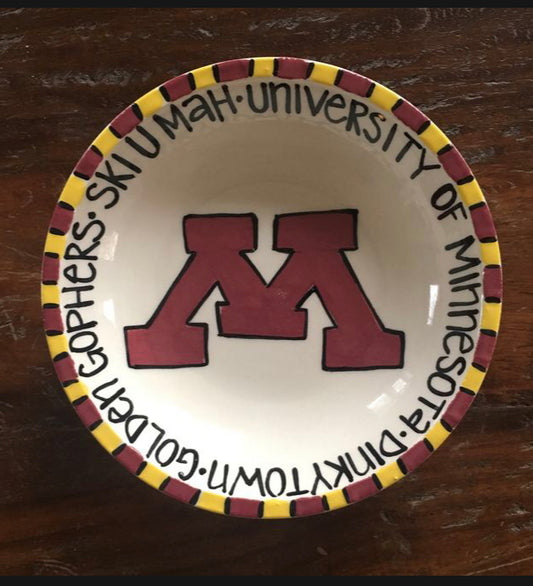 SKI U MaH · UniVERSITY OF MinnESOTa · DinKYTOWn · GOLDEn GOPHERS ·
M